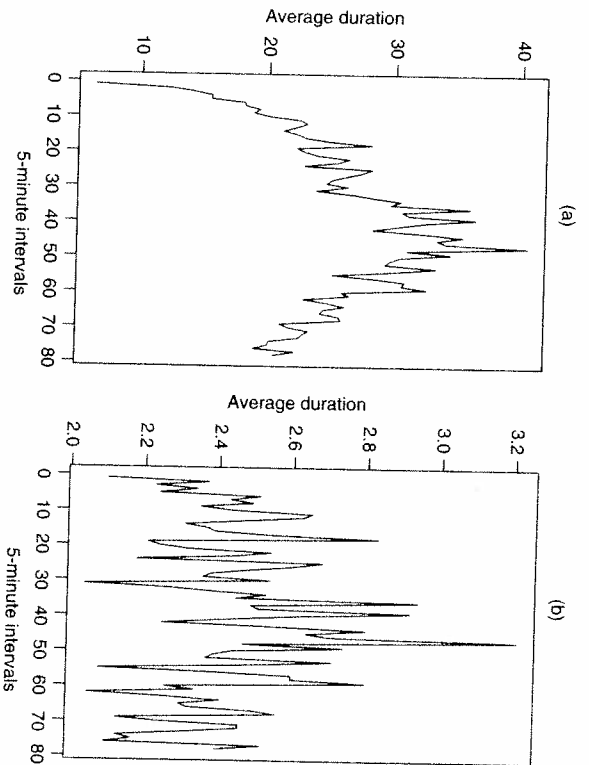 (a)
Average duration
10 20 30 40
0 10 20 30 40 50 60 70 80
5-minute intervals
(b)
Average duration
2.0 2.2 2.4 2.6 2.8 3.0 3.2
0 10 20 30 40 50 60 70 80
5-minute intervals